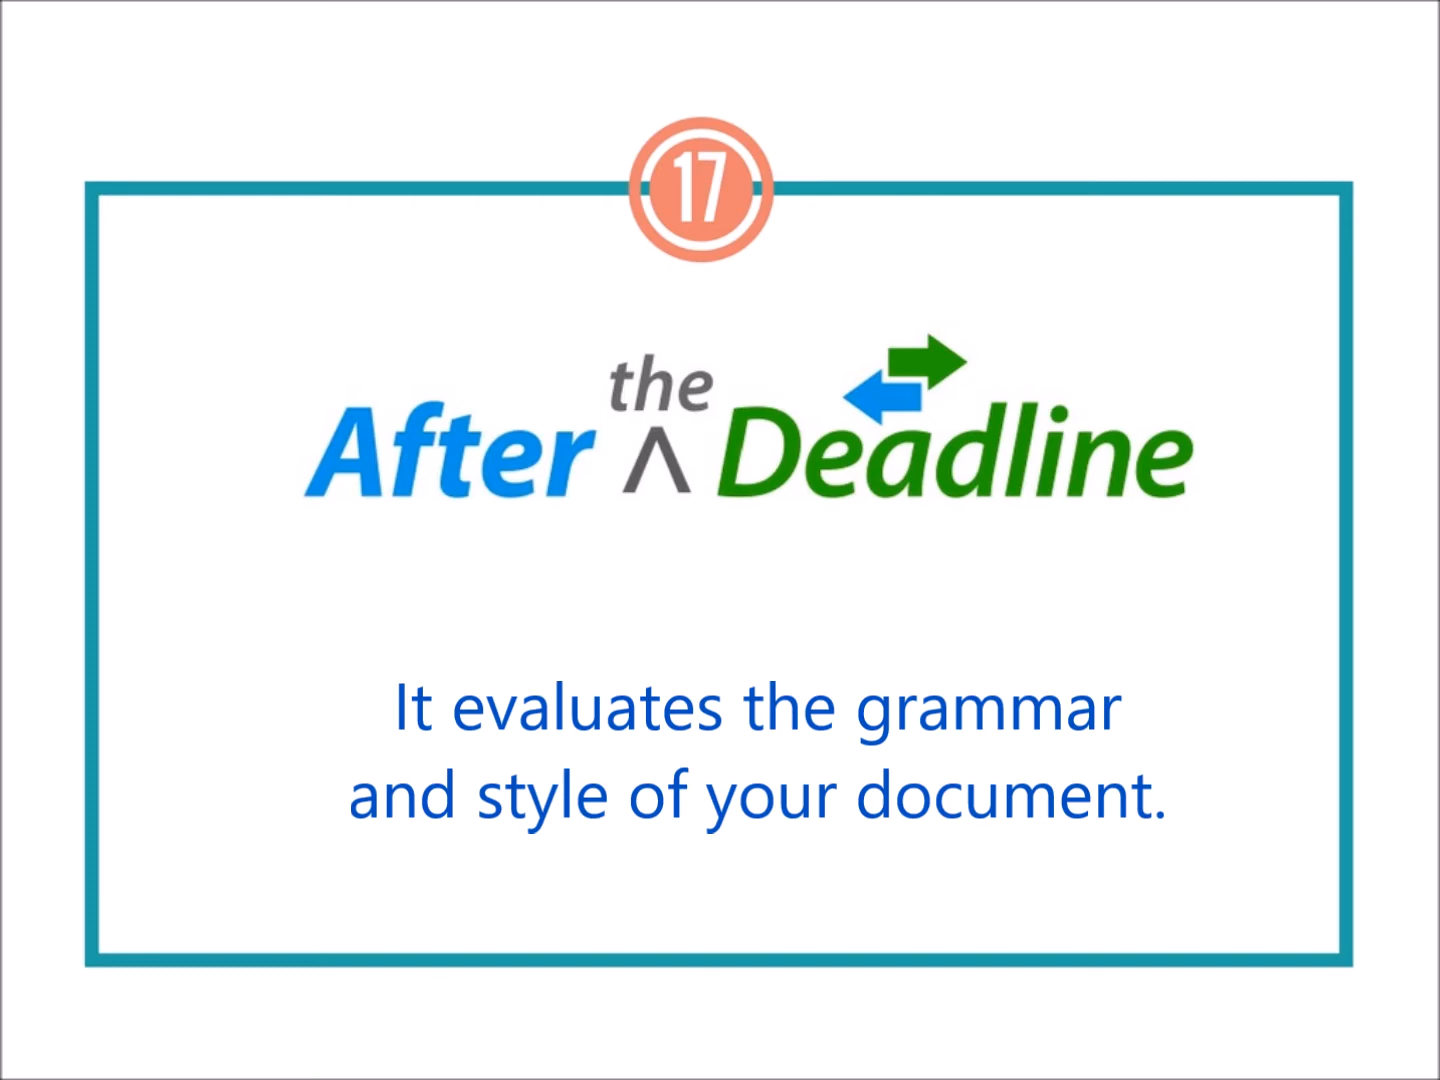 17
After the Deadline
It evaluates the grammar
and style of your document.